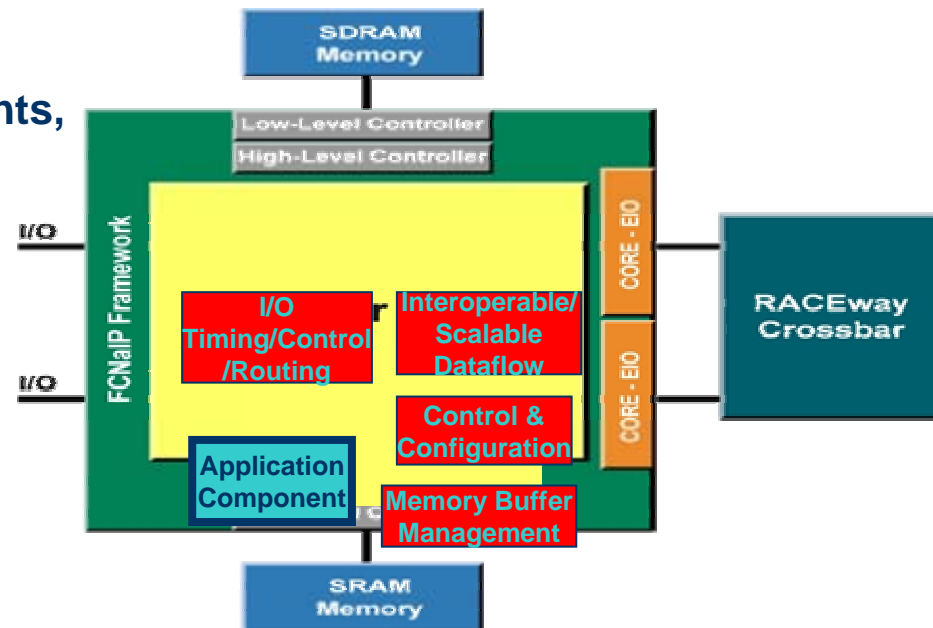 SDRAM
Memory
nts,
Low-Level Controller
High-Level Controller
I/O
I/O
FCNaIP Framework
CORE - EIO
CORE - EIO
RACEway
Crossbar
I/O
Timing/Control
/Routing
r
Interoperable/
Scalable
Dataflow
Control &
Configuration
Application
Component
Memory Buffer
Management
SRAM
Memory